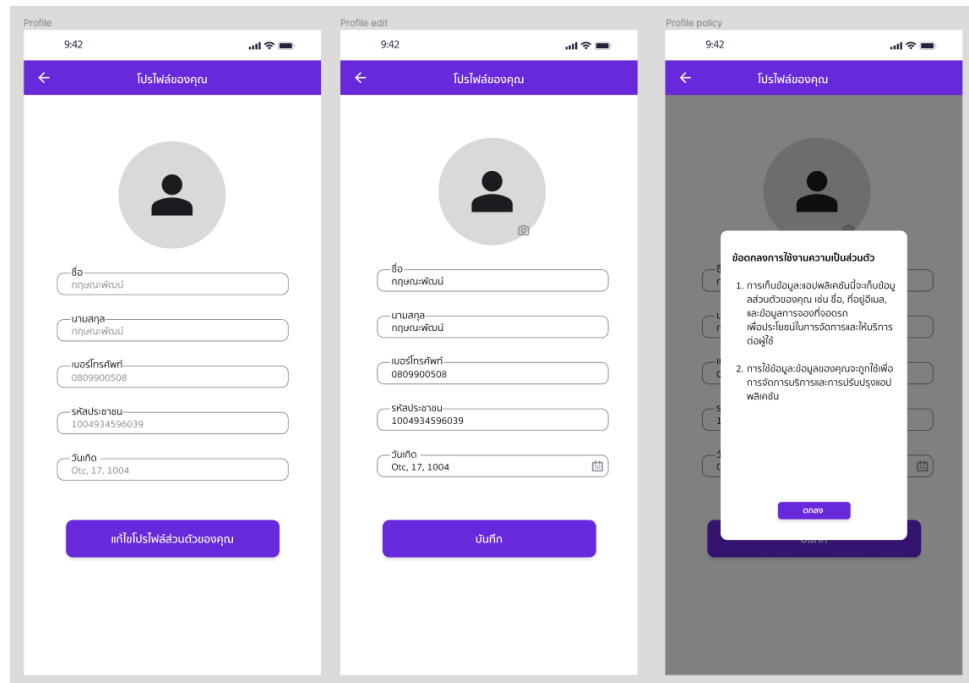 Profile
9:42
โปรไฟล์ของคุณ
ชื่อ
กฤษณะพัฒน์
นามสกุล
กฤษณะพัฒน์
เบอร์โทรศัพท์
0809900508
รหัสประชาชน
1004934596039
วันเกิด
Otc, 17, 1004
แก้ไขโปรไฟล์ส่วนตัวของคุณ
Profile edit
9:42
โปรไฟล์ของคุณ
ชื่อ
กฤษณะพัฒน์
นามสกุล
กฤษณะพัฒน์
เบอร์โทรศัพท์
0809900508
รหัสประชาชน
1004934596039
วันเกิด
Otc, 17, 1004
บันทึก
Profile policy
9:42
โปรไฟล์ของคุณ
ข้อตกลงการใช้งานความเป็นส่วนตัว
1. การเก็บข้อมูล:แอปพลิเคชันนี้จะเก็บข้อมู
ลส่วนตัวของคุณ เช่น ชื่อ, ที่อยู่อีเมล,
และข้อมูลการจองที่จอดรถ
เพื่อประโยชน์ในการจัดการและให้บริการ
ต่อผู้ใช้
2. การใช้ข้อมูล:ข้อมูลของคุณจะถูกใช้เพื่อ
การจัดการบริการและการปรับปรุงแอป
พลิเคชัน
ตกลง